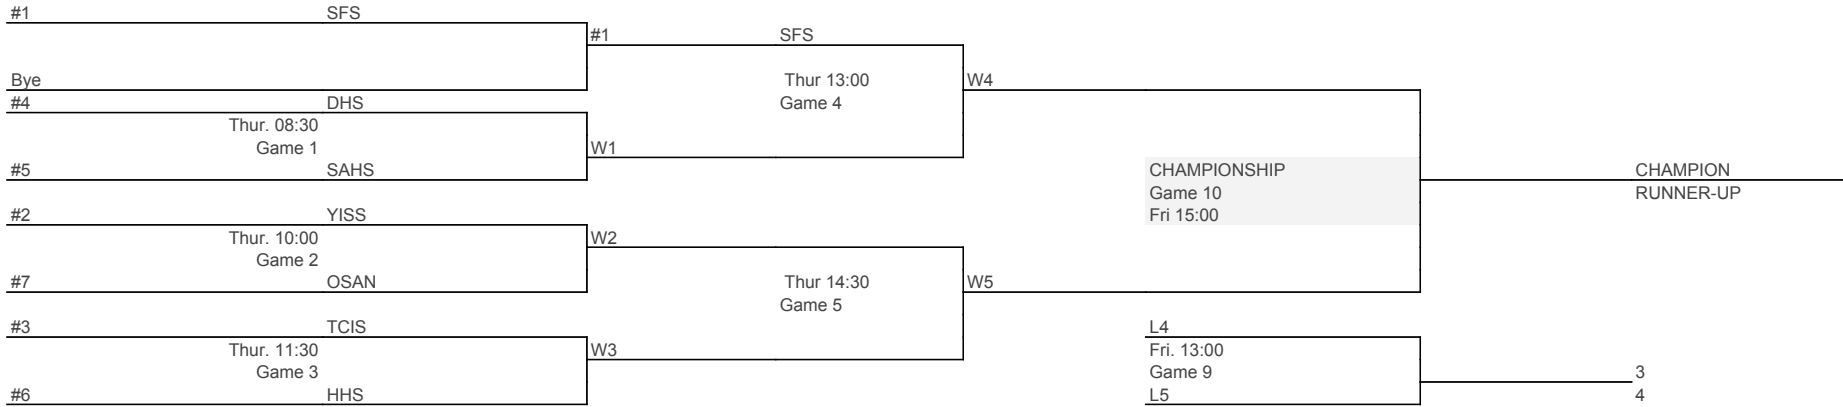 #1 SFS
#1 SFS
Bye Thur 13:00 W4
#4 DHS Game 4
Thur. 08:30
Game 1 W1
#5 SAHS CHAMPIONSHIP CHAMPION
Game 10 RUNNER-UP
#2 YISS Fri 15:00
Thur. 10:00 W2
Game 2
#7 OSAN Thur 14:30 W5
Game 5
#3 TCIS L4
Thur. 11:30 W3 Fri. 13:00
Game 3 Game 9 3
#6 HHS L5 4